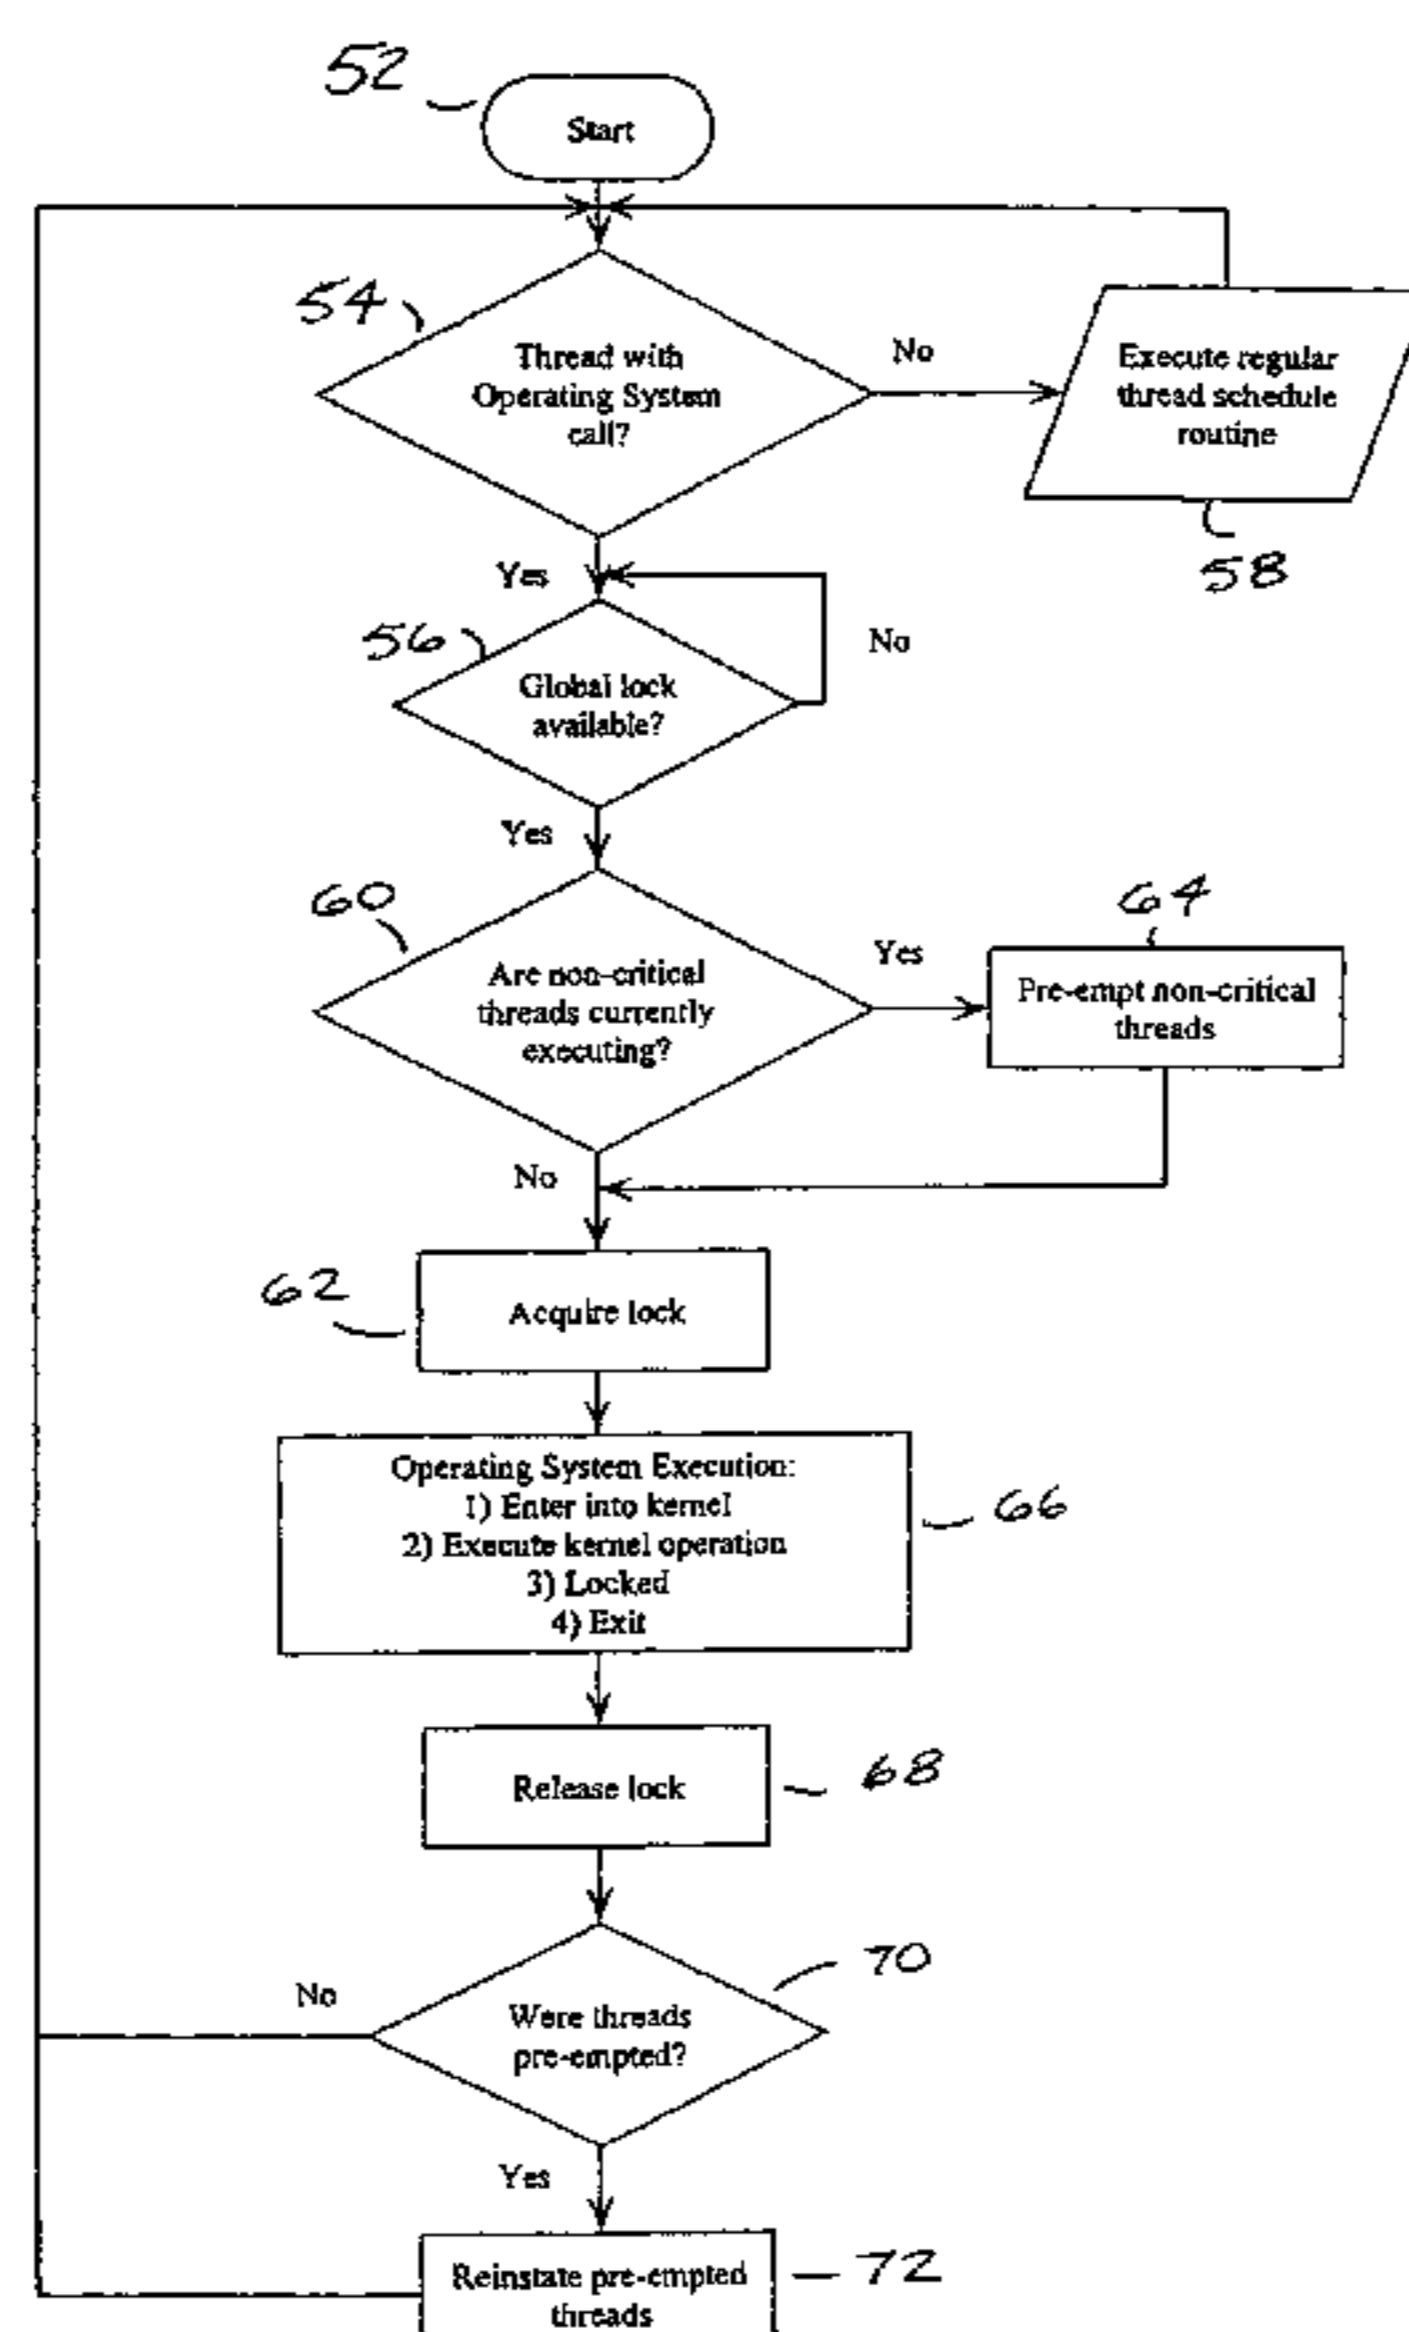 52
Start
54
Thread with
Operating System
call?
No
Execute regular
thread schedule
routine
58
Yes
56
No
Global lock
available?
Yes
60
64
Are non-critical
threads currently
executing?
Yes
Pre-empt non-critical
threads
No
62
Acquire lock
Operating System Execution:
1) Enter into kernel
2) Execute kernel operation
3) Locked
4) Exit
66
Release lock
68
70
No
Were threads
pre-empted?
Yes
Reinstate pre-empted
threads
72